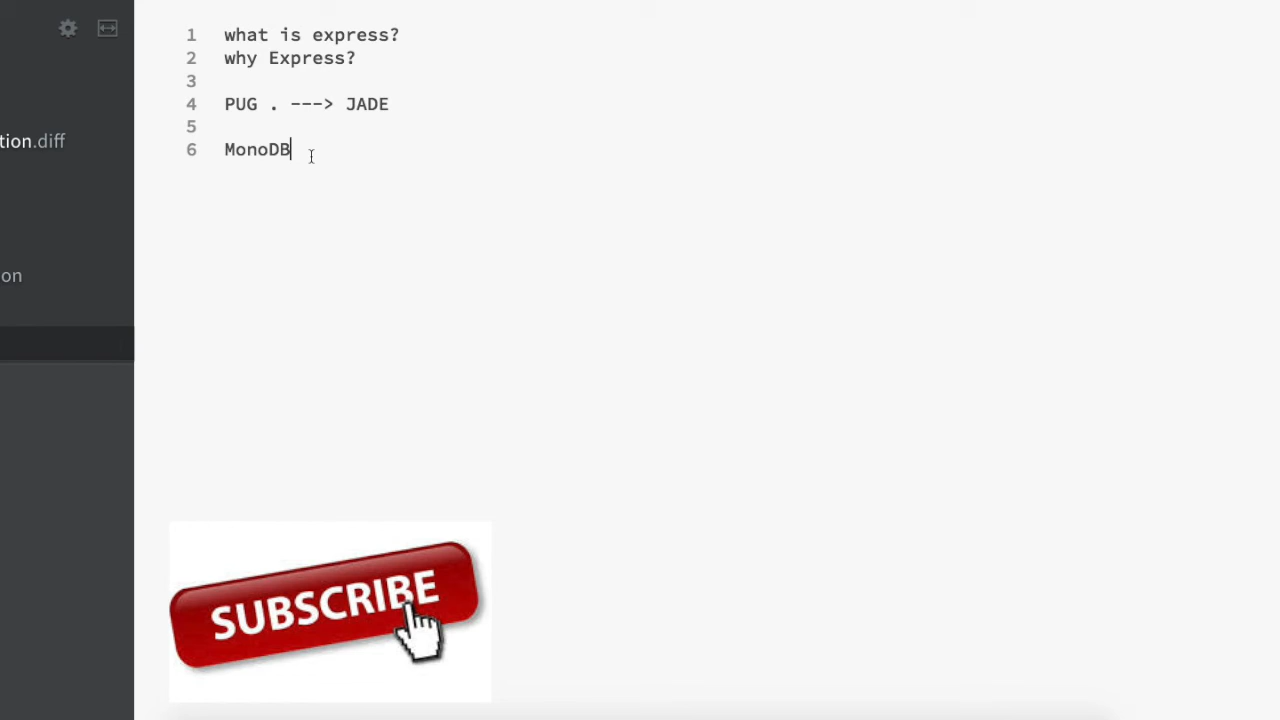 1 what is express?
2 why Express?
3
4 PUG . ---> JADE
5
tion.diff
6 MonoDB
on
SUBSCRIBE